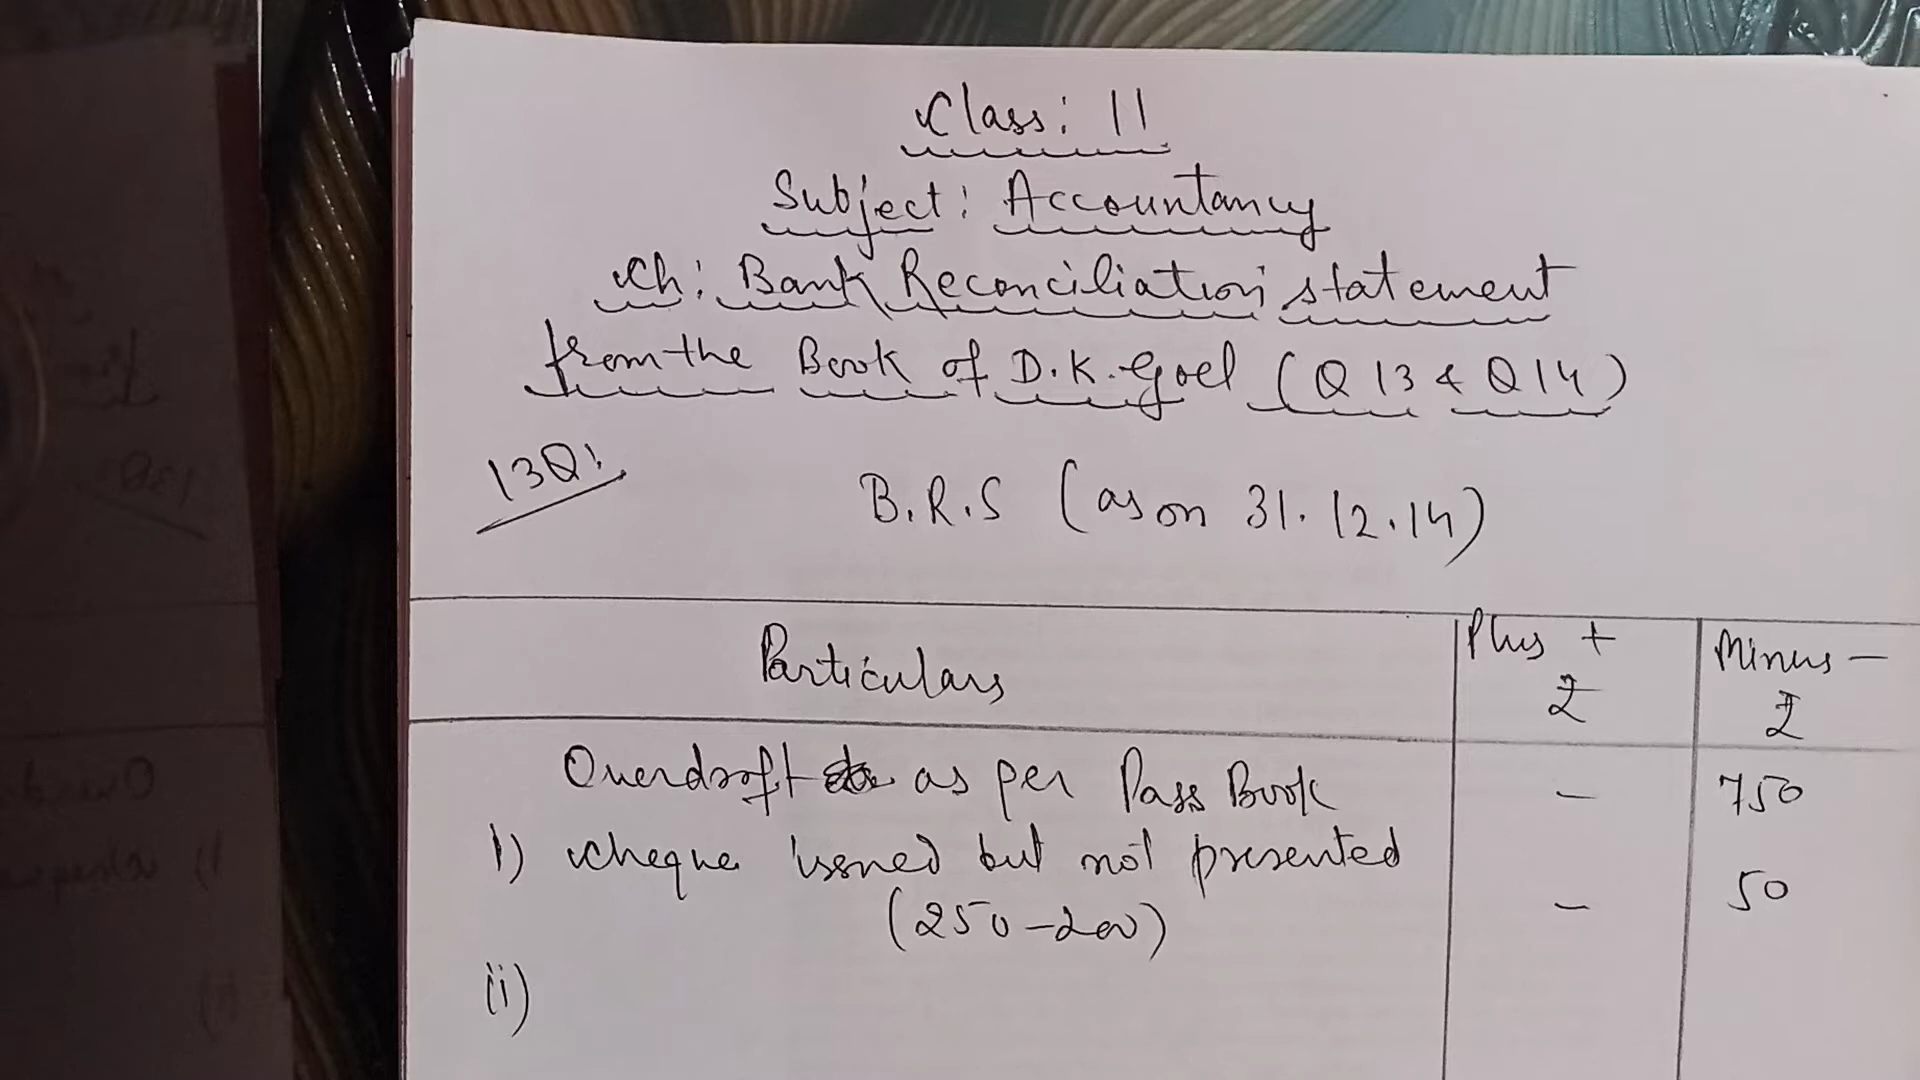 Class: 11
Subject: Accountancy
Ch: Bank Reconciliation statement
from the Book of D.K. Goel (Q 13 & Q 14)
13Q:
B.R.S (as on 31.12.14)
Particulars Plus + ₹ Minus – ₹
Overdraft as per Pass Book – 750
1) cheque issued but not presented
(250-200) – 50
(ii)